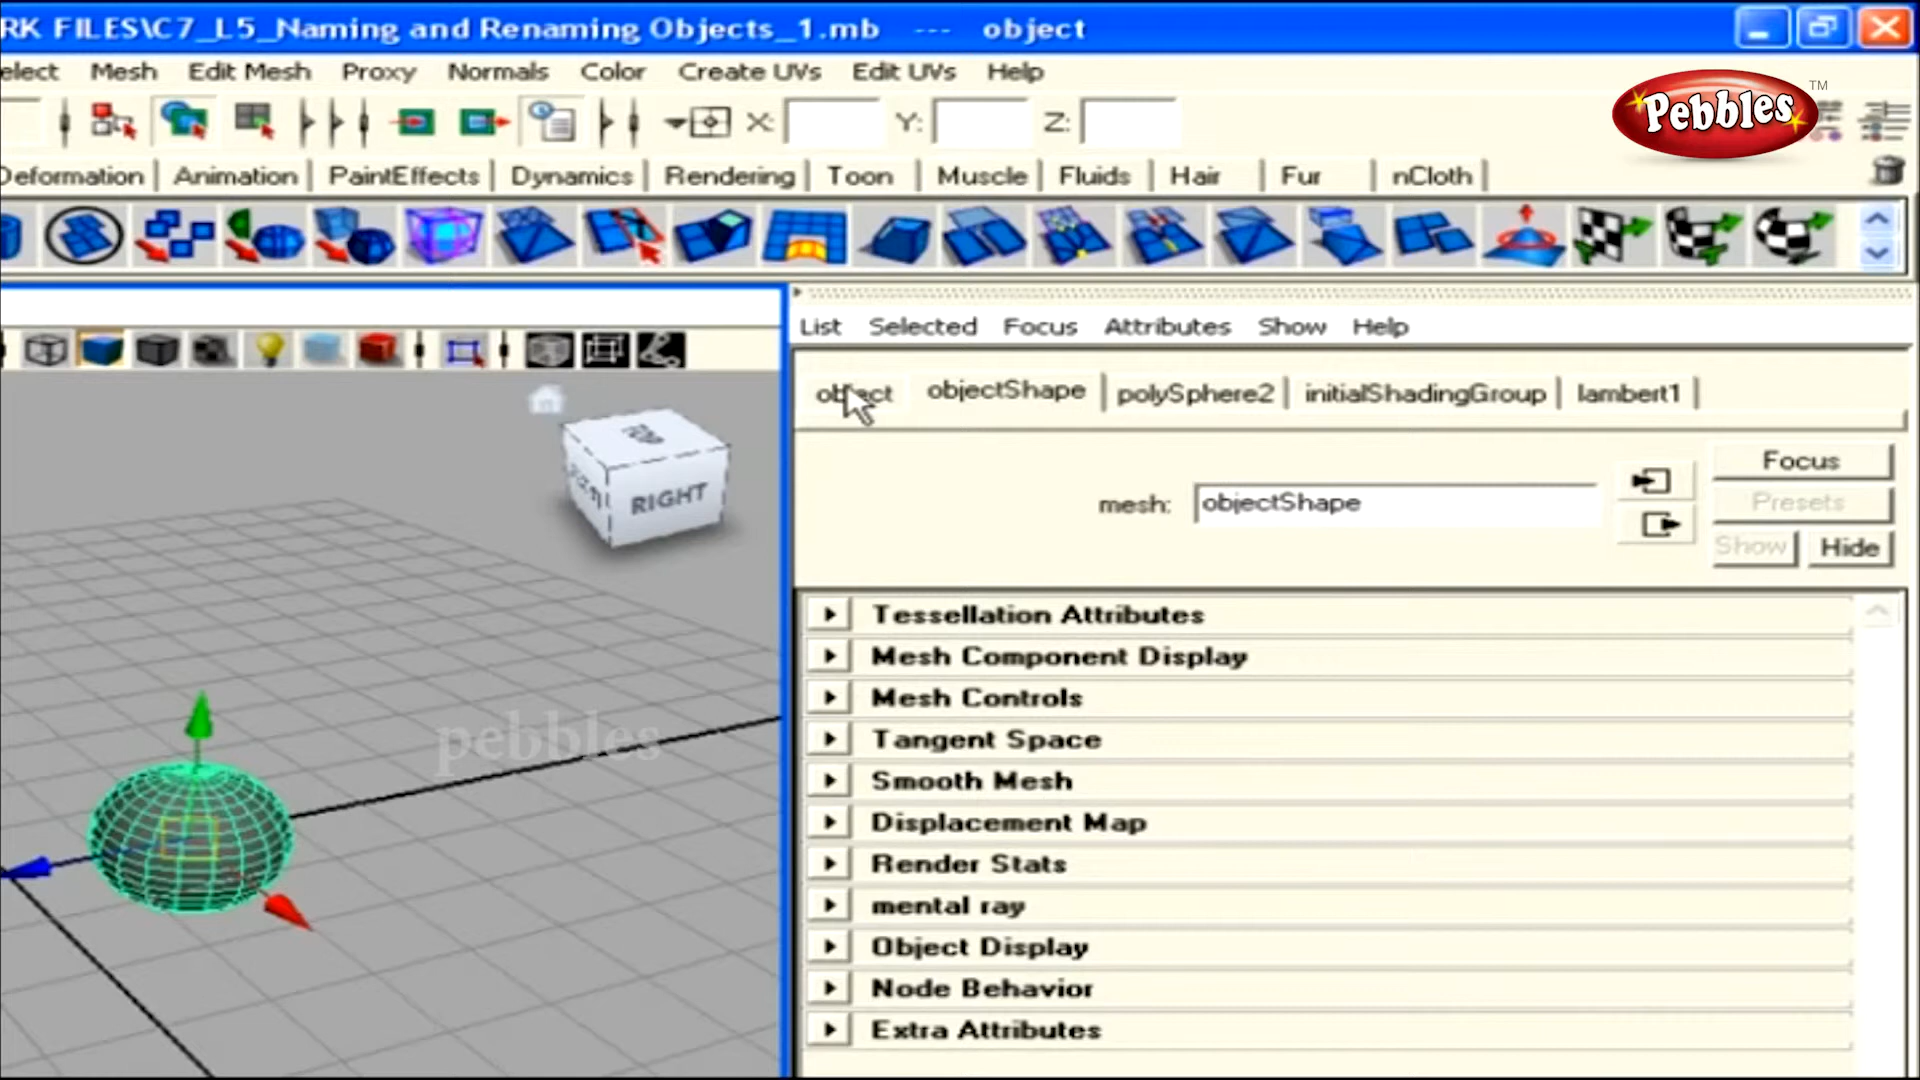 RK FILES\C7_L5_Naming and Renaming Objects_1.mb --- object
elect Mesh Edit Mesh Proxy Normals Color Create UVs Edit UVs Help
X: Y: Z:
Pebbles TM
Deformation Animation PaintEffects Dynamics Rendering Toon Muscle Fluids Hair Fur nCloth
List Selected Focus Attributes Show Help
object objectShape polySphere2 initialShadingGroup lambert1
TOP
RIGHT
Focus
mesh: objectShape
Presets
Show Hide
Tessellation Attributes
Mesh Component Display
Mesh Controls
Tangent Space
pebbles
Smooth Mesh
Displacement Map
Render Stats
mental ray
Object Display
Node Behavior
Extra Attributes